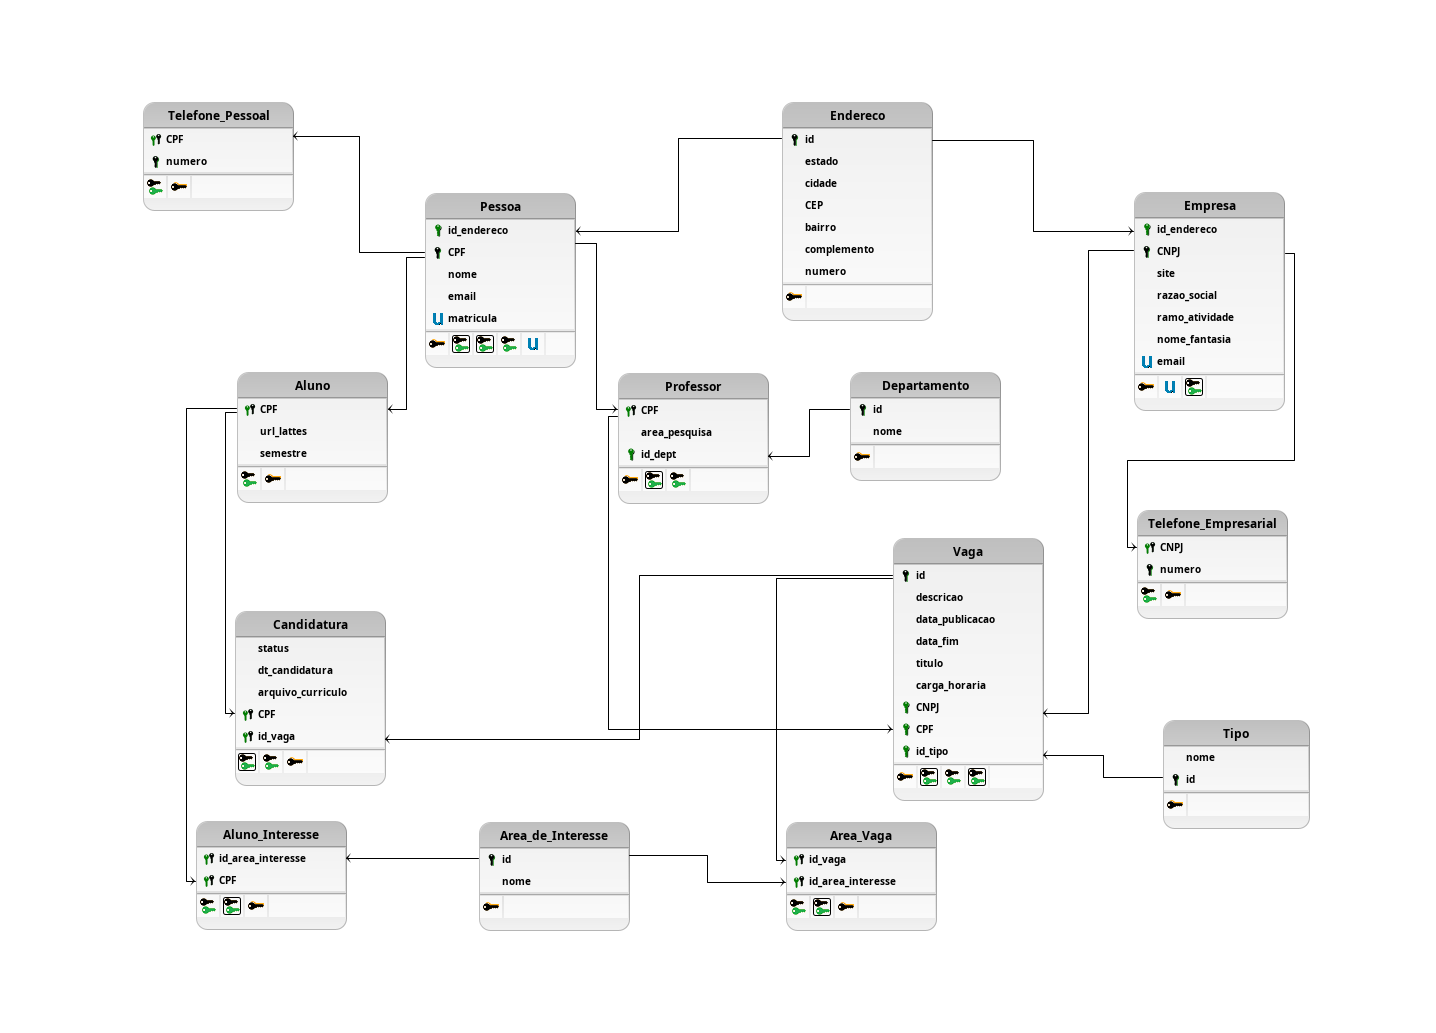 Telefone_Pessoal
CPF
numero
Pessoa
id_endereco
CPF
nome
email
U matricula
U
Endereco
id
estado
cidade
CEP
bairro
complemento
numero
Empresa
id_endereco
CNPJ
site
razao_social
ramo_atividade
nome_fantasia
U email
U
Aluno
CPF
url_lattes
semestre
Professor
CPF
area_pesquisa
id_dept
Departamento
id
nome
Telefone_Empresarial
CNPJ
numero
Vaga
id
descricao
data_publicacao
data_fim
titulo
carga_horaria
CNPJ
CPF
id_tipo
Candidatura
status
dt_candidatura
arquivo_curriculo
CPF
id_vaga
Tipo
nome
id
Aluno_Interesse
id_area_interesse
CPF
Area_de_Interesse
id
nome
Area_Vaga
id_vaga
id_area_interesse